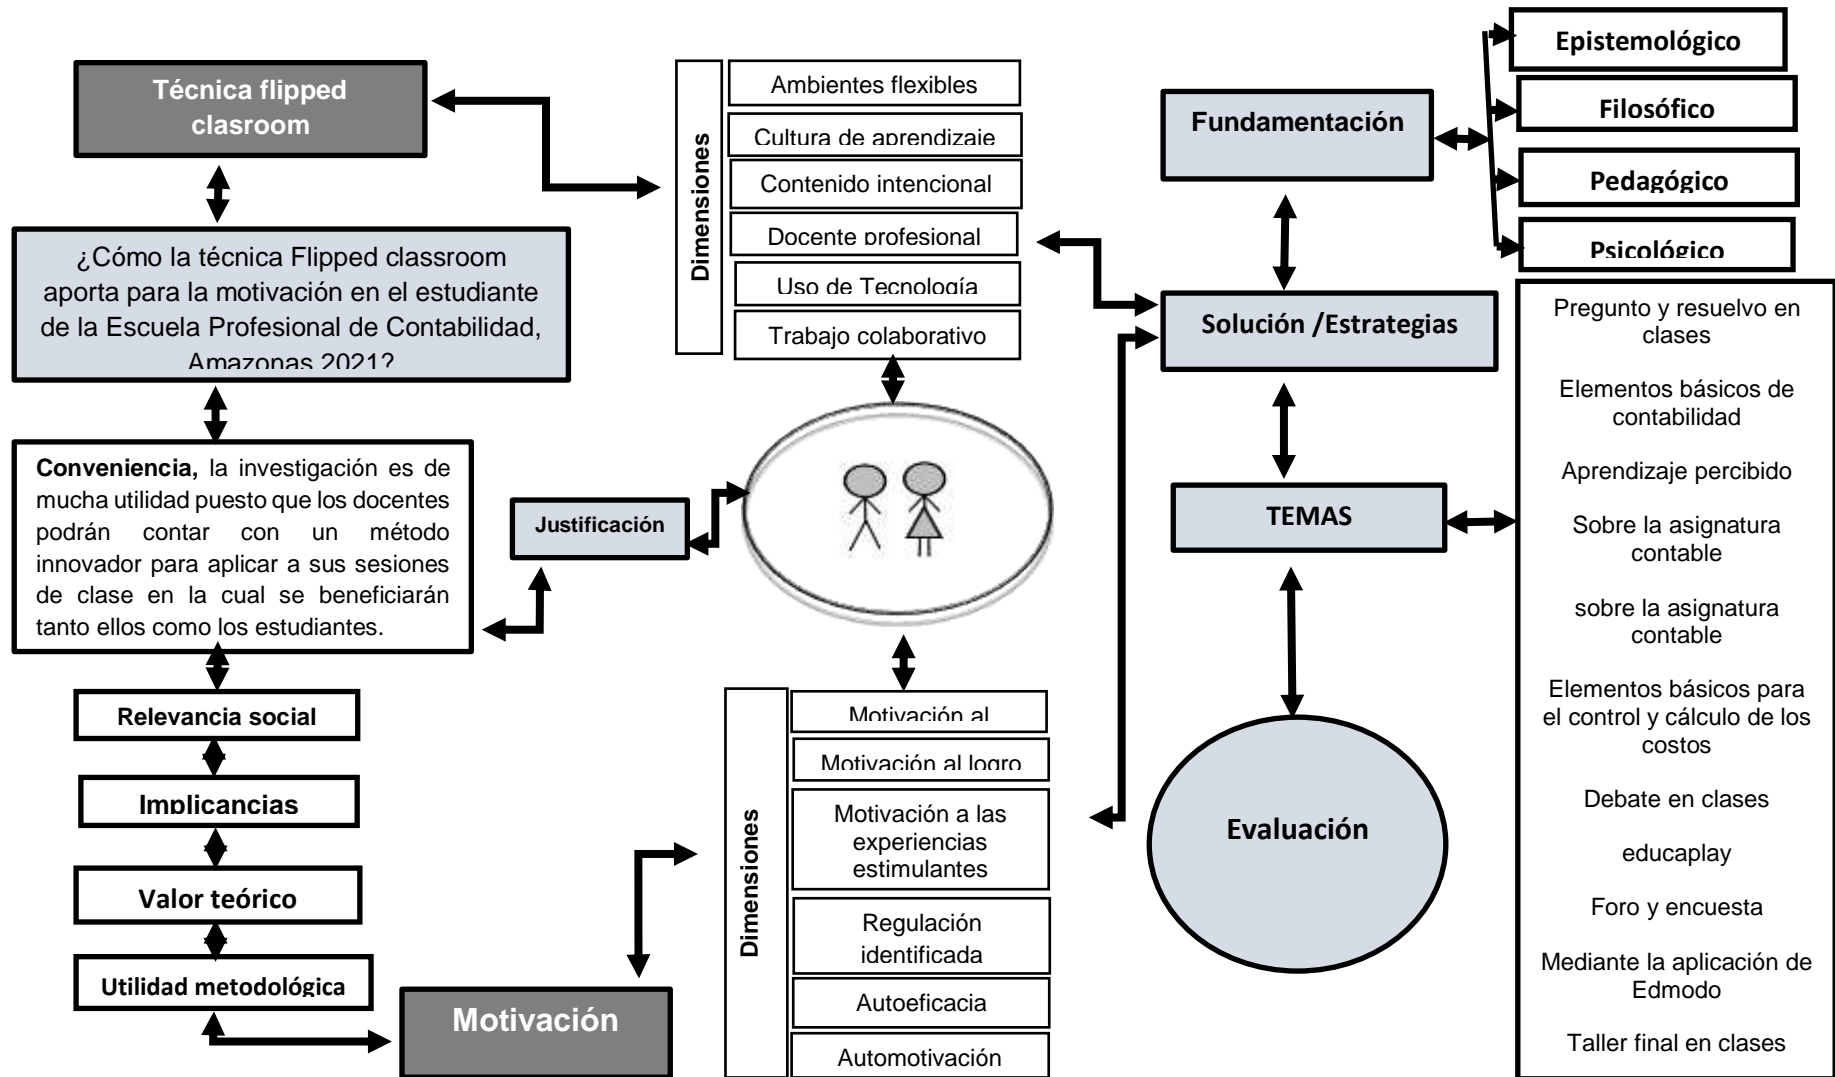 Técnica flipped
clasroom
¿Cómo la técnica Flipped classroom
aporta para la motivación en el estudiante
de la Escuela Profesional de Contabilidad,
Amazonas 2021?
Conveniencia, la investigación es de
mucha utilidad puesto que los docentes
podrán contar con un método
innovador para aplicar a sus sesiones
de clase en la cual se beneficiarán
tanto ellos como los estudiantes.
Relevancia social
Implicancias
Valor teórico
Utilidad metodológica
Motivación
Justificación
Dimensiones
Ambientes flexibles
Cultura de aprendizaje
Contenido intencional
Docente profesional
Uso de Tecnología
Trabajo colaborativo
Dimensiones
Motivación al
Motivación al logro
Motivación a las
experiencias
estimulantes
Regulación
identificada
Autoeficacia
Automotivación
Fundamentación
Solución /Estrategias
TEMAS
Evaluación
Epistemológico
Filosófico
Pedagógico
Psicológico
Pregunto y resuelvo en
clases
Elementos básicos de
contabilidad
Aprendizaje percibido
Sobre la asignatura
contable
sobre la asignatura
contable
Elementos básicos para
el control y cálculo de los
costos
Debate en clases
educaplay
Foro y encuesta
Mediante la aplicación de
Edmodo
Taller final en clases